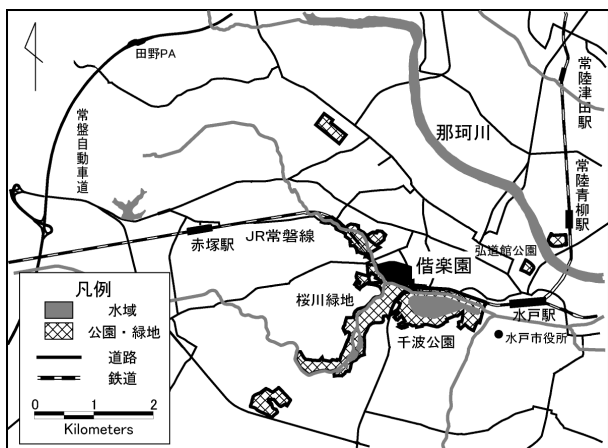 田野PA
常盤自動車道
那珂川
常陸津田駅
常陸青柳駅
赤塚駅
JR常磐線
偕楽園
弘道館公園
桜川緑地
千波公園
水戸駅
水戸市役所
凡例
水域
公園・緑地
道路
鉄道
0 1 2
Kilometers